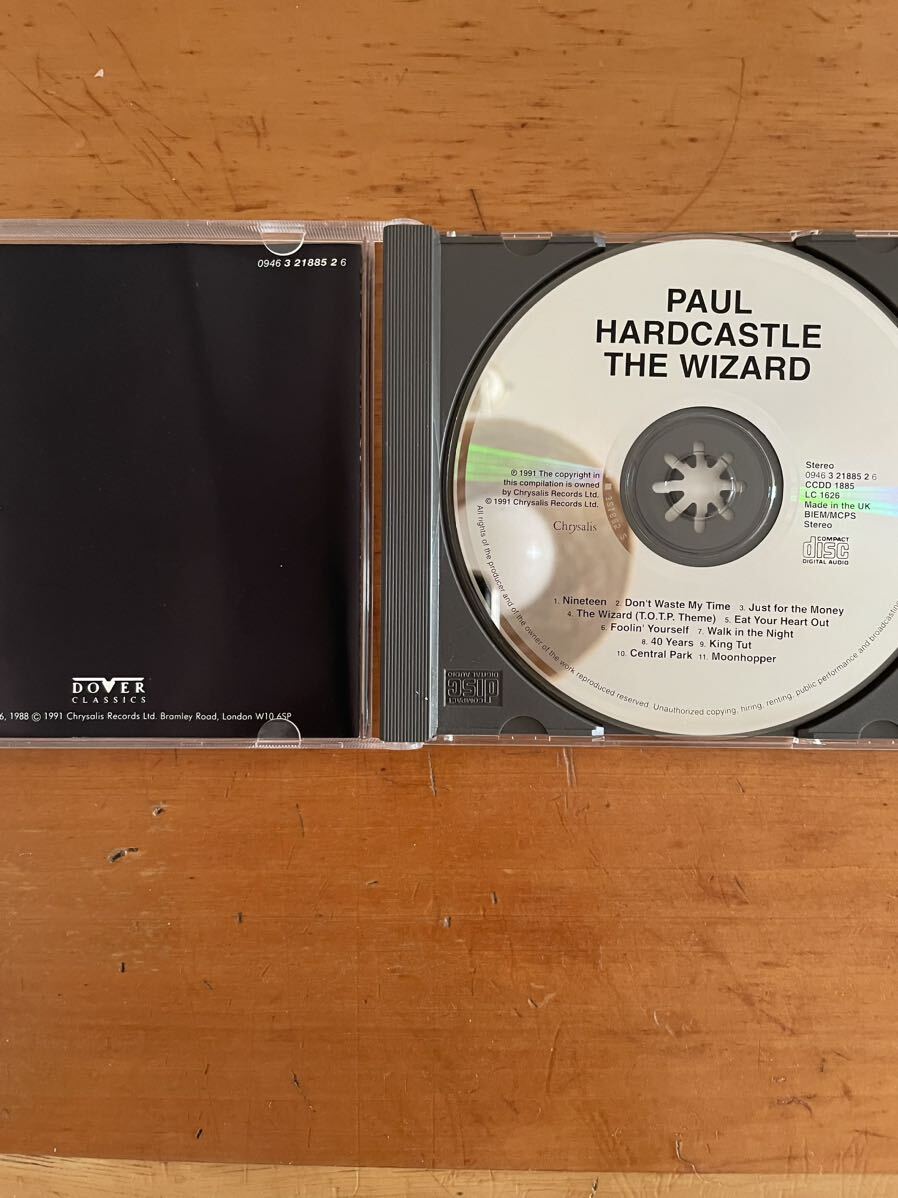 0946 3 21885 2 6
DOVER
CLASSICS
6, 1988 © 1991 Chrysalis Records Ltd. Bramley Road, London W10 6SP
PAUL
HARDCASTLE
THE WIZARD
℗ 1991 The copyright in
this compilation is owned
by Chrysalis Records Ltd.
© 1991 Chrysalis Records Ltd.
Chrysalis
Stereo
0946 3 21885 2 6
CCDD 1885
LC 1626
Made in the UK
BIEM/MCPS
Stereo
COMPACT
disc
DIGITAL AUDIO
1. Nineteen 2. Don't Waste My Time 3. Just for the Money
4. The Wizard (T.O.T.P. Theme) 5. Eat Your Heart Out
6. Foolin' Yourself 7. Walk in the Night
8. 40 Years 9. King Tut
10. Central Park 11. Moonhopper
All rights of the producer and of the owner of the work reproduced reserved. Unauthorized copying, hiring, renting, public performance and broadcasting
COMPACT
disc
DIGITAL AUDIO